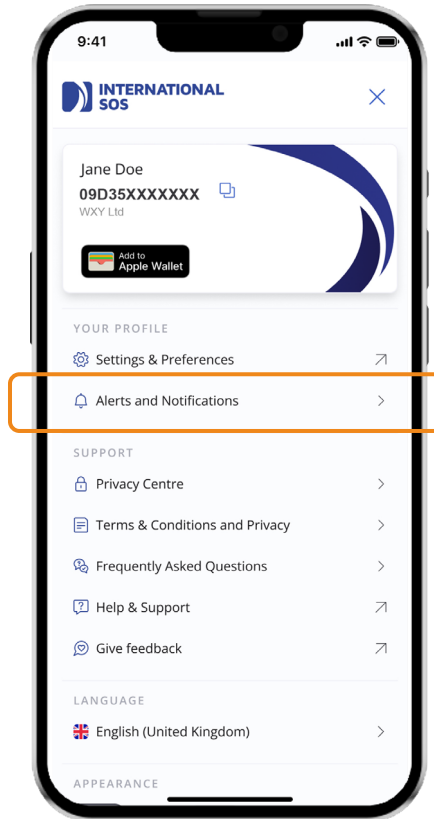 9:41
INTERNATIONAL
SOS
Jane Doe
09D35XXXXXXX
WXY Ltd
Add to
Apple Wallet
YOUR PROFILE
Settings & Preferences
Alerts and Notifications
SUPPORT
Privacy Centre
Terms & Conditions and Privacy
Frequently Asked Questions
Help & Support
Give feedback
LANGUAGE
English (United Kingdom)
APPEARANCE